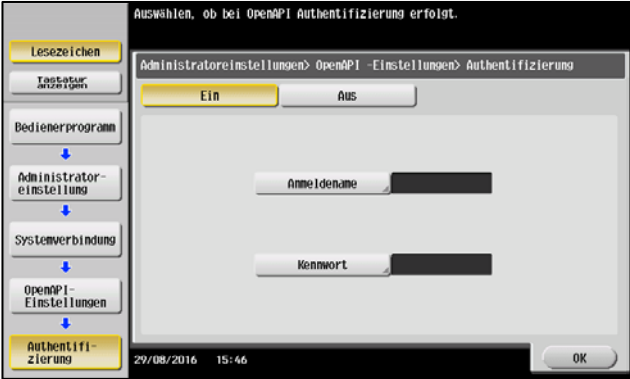 Auswählen, ob bei OpenAPI Authentifizierung erfolgt.
Lesezeichen
Tastatur
anzeigen
Bedienerprogramm
Administrator-
einstellung
Systemverbindung
OpenAPI-
Einstellungen
Authentifi-
zierung
Administratoreinstellungen> OpenAPI -Einstellungen> Authentifizierung
Ein
Aus
Anmeldename
Kennwort
29/08/2016 15:46
OK